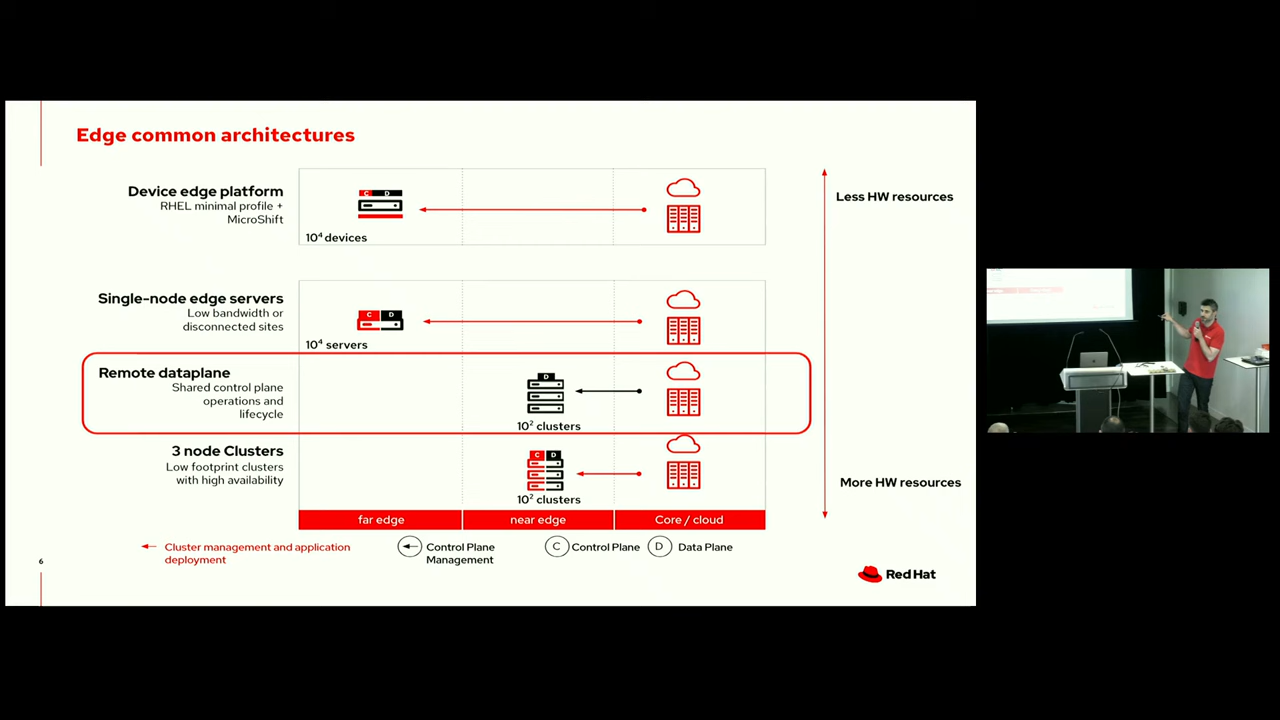 Edge common architectures
Device edge platform
RHEL minimal profile +
MicroShift
C D
10⁴ devices
Less HW resources
Single-node edge servers
Low bandwidth or
disconnected sites
C D
10⁴ servers
Remote dataplane
Shared control plane
operations and
lifecycle
D
10² clusters
3 node Clusters
Low footprint clusters
with high availability
C D
10² clusters
More HW resources
far edge
near edge
Core / cloud
Cluster management and application
deployment
Control Plane
Management
C Control Plane
D Data Plane
6
Red Hat